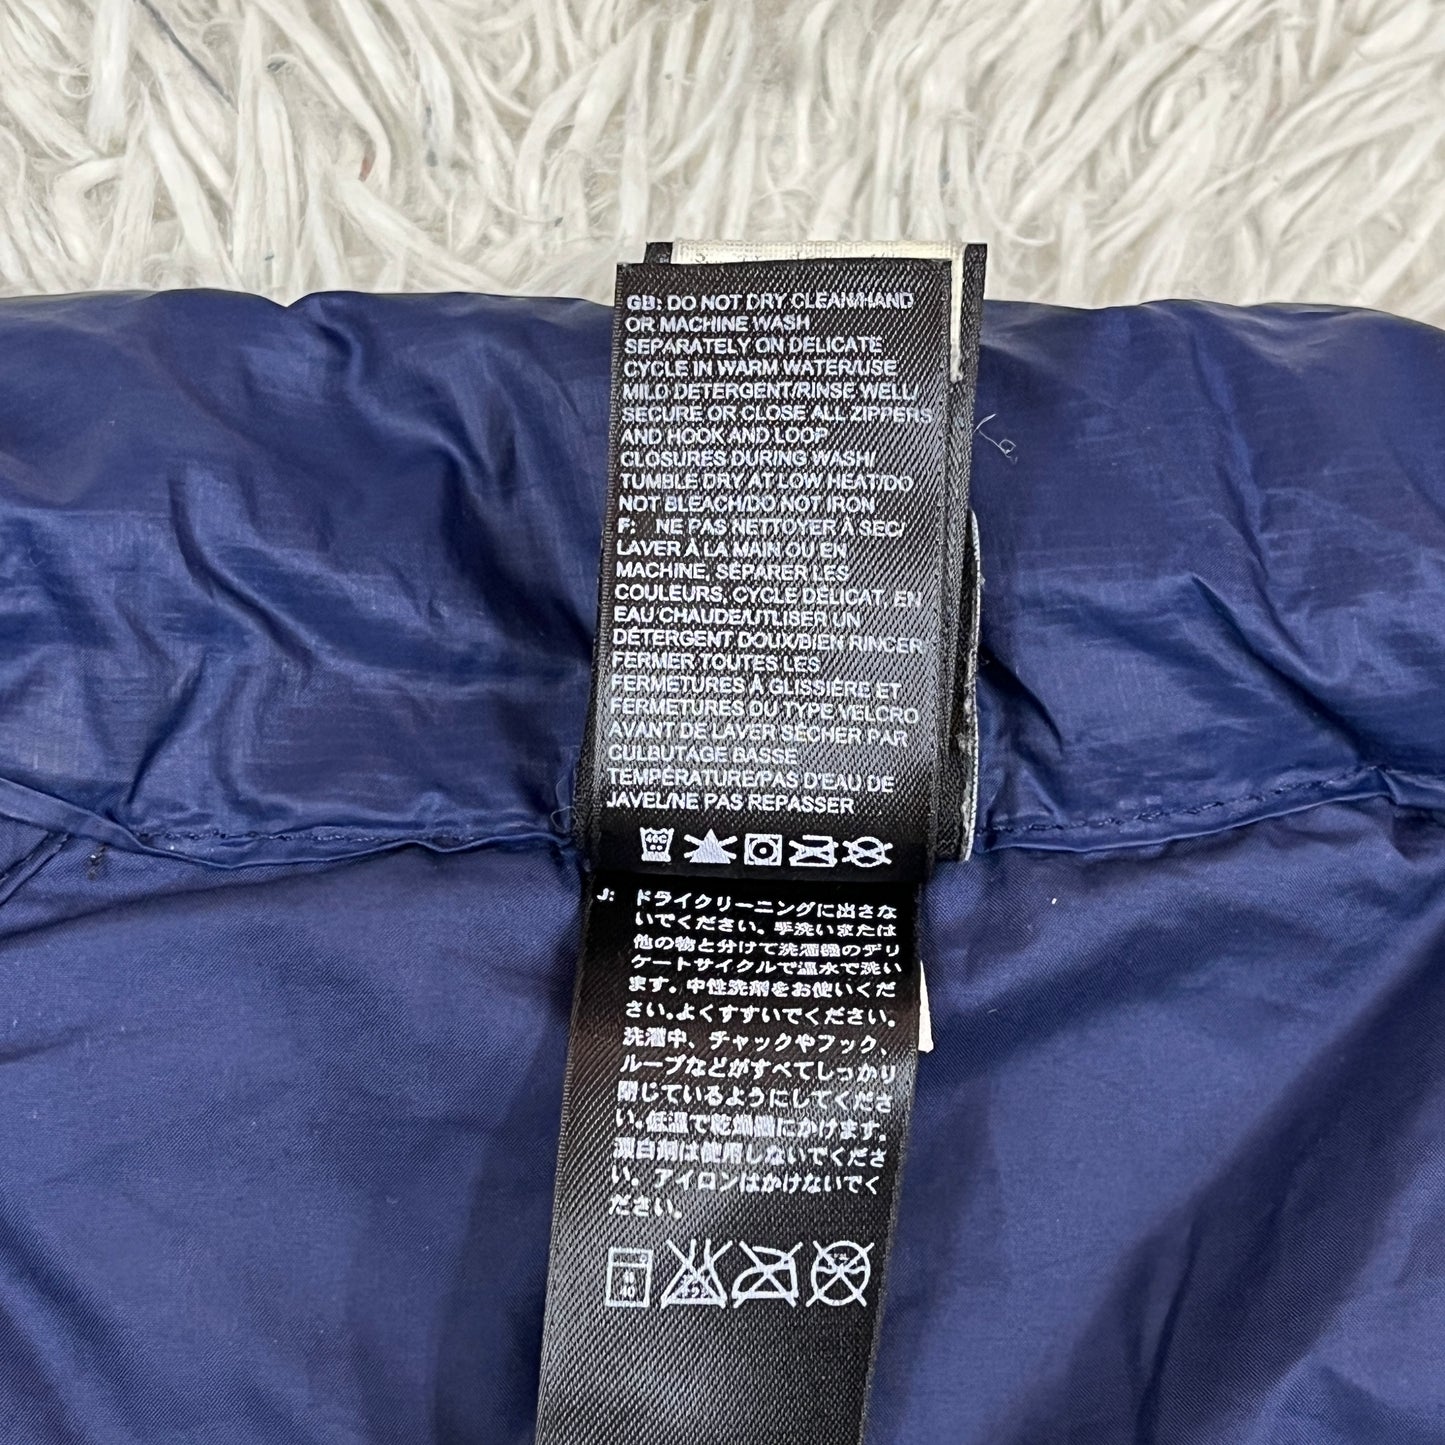 GB: DO NOT DRY CLEAN/HAND
OR MACHINE WASH
SEPARATELY ON DELICATE
CYCLE IN WARM WATER/USE
MILD DETERGENT/RINSE WELL/
SECURE OR CLOSE ALL ZIPPERS
AND HOOK AND LOOP
CLOSURES DURING WASH/
TUMBLE DRY AT LOW HEAT/DO
NOT BLEACH/DO NOT IRON
F: NE PAS NETTOYER À SEC/
LAVER À LA MAIN OU EN
MACHINE, SÉPARER LES
COULEURS, CYCLE DÉLICAT, EN
EAU CHAUDE/UTLISER UN
DÉTERGENT DOUX/BIEN RINCER
FERMER TOUTES LES
FERMETURES À GLISSIÈRE ET
FERMETURES DU TYPE VELCRO
AVANT DE LAVER SÉCHER PAR
CULBUTAGE BASSE
TEMPÉRATURE/PAS D'EAU DE
JAVEL/NE PAS REPASSER
40C
J: ドライクリーニングに出さな
いでください。手洗いまたは
他の物と分けて洗濯機のデリ
ケートサイクルで温水で洗い
ます。中性洗剤をお使いくだ
さい。よくすすいでください。
洗濯中、チャックやフック、
ループなどがすべてしっかり
閉じているようにしてくださ
い。低温で乾燥機にかけます。
漂白剤は使用しないでくださ
い。アイロンはかけないでく
ださい。
40